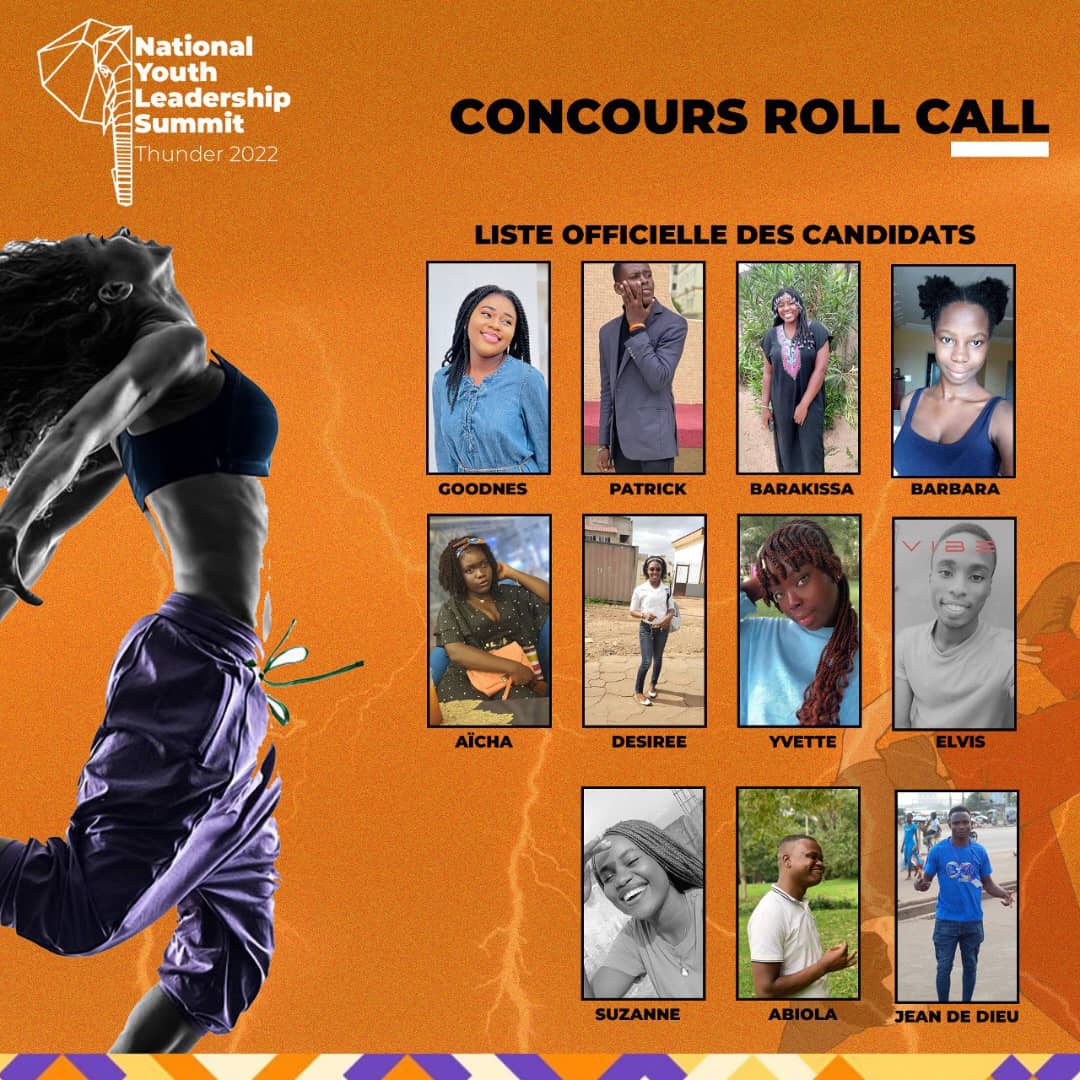 National
Youth
Leadership
Summit
Thunder 2022
CONCOURS ROLL CALL
LISTE OFFICIELLE DES CANDIDATS
GOODNES
PATRICK
BARAKISSA
BARBARA
VIBE
AÏCHA
DESIREE
YVETTE
ELVIS
SUZANNE
ABIOLA
JEAN DE DIEU